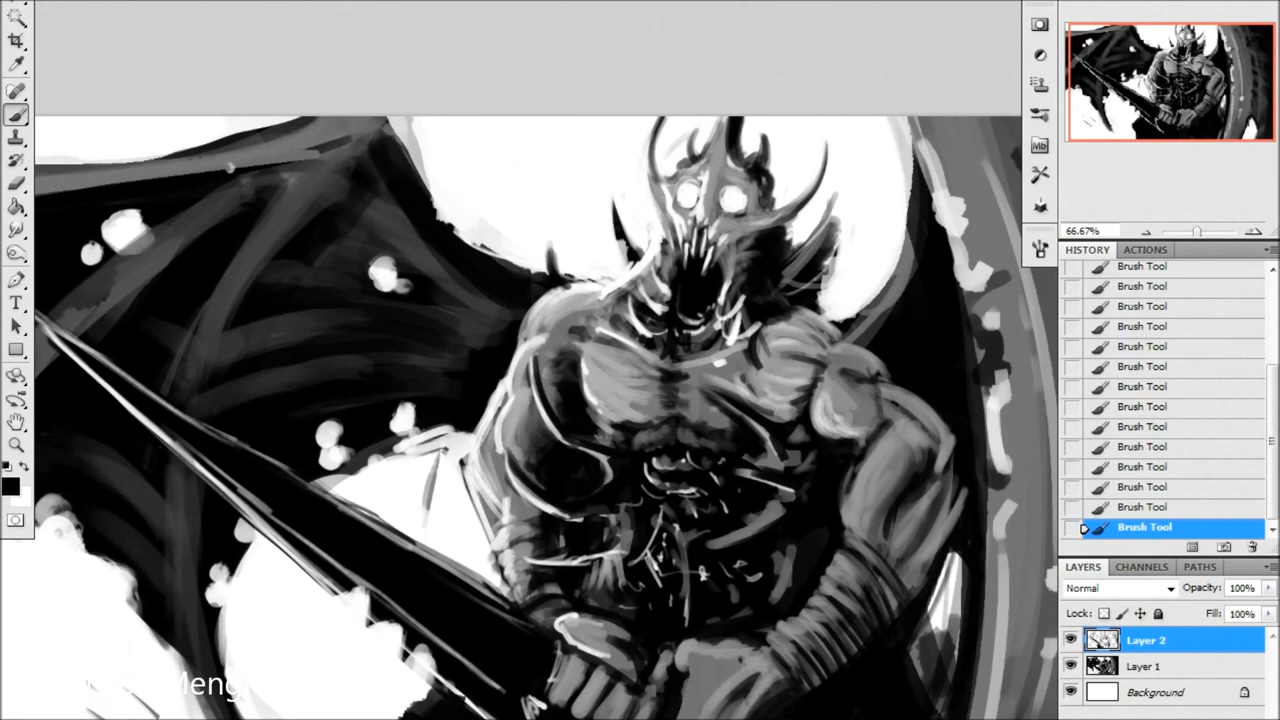 Mb
66.67%
HISTORY ACTIONS
Brush Tool
Brush Tool
Brush Tool
Brush Tool
Brush Tool
Brush Tool
Brush Tool
Brush Tool
Brush Tool
Brush Tool
Brush Tool
Brush Tool
Brush Tool
Brush Tool
LAYERS CHANNELS PATHS
Normal Opacity: 100%
Lock: Fill: 100%
Layer 2
Layer 1
Background